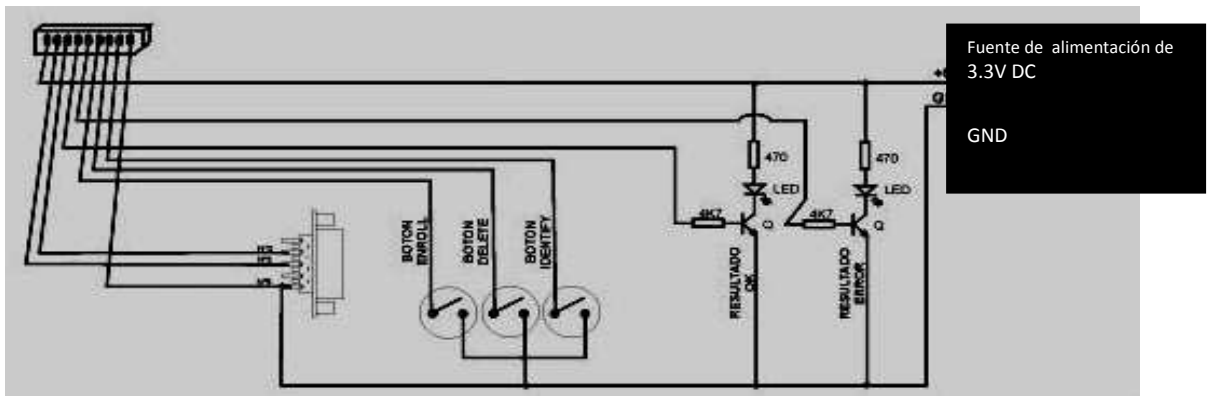 Fuente de alimentación de
3.3V DC
GND
470
470
LED
LED
4K7
4K7
Q
Q
BOTON
ENROLL
BOTON
DELETE
BOTON
IDENTIFY
RESULTADO
OK
RESULTADO
ERROR